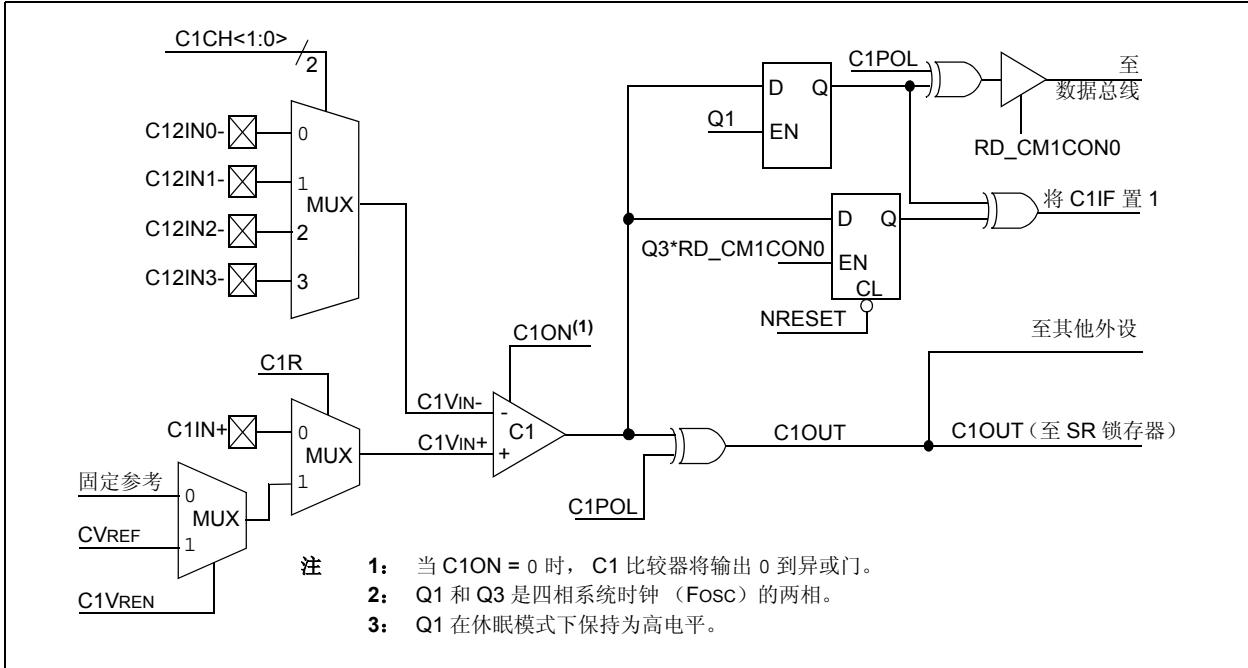 C1CH<1:0>
2
C12IN0-
0
C12IN1-
1
MUX
C12IN2-
2
C12IN3-
3
C1POL
至
数据总线
D Q
Q1
EN
RD_CM1CON0
D Q
将 C1IF 置 1
Q3*RD_CM1CON0
EN
CL
NRESET
C1ON(1)
至其他外设
C1R
C1VIN-
-
C1
C1IN+
0
MUX
1
C1VIN+
+
C1OUT
C1OUT（至 SR 锁存器）
C1POL
固定参考
0
MUX
CVREF
1
C1VREN
注 1： 当 C1ON = 0 时， C1 比较器将输出 0 到异或门。
2： Q1 和 Q3 是四相系统时钟 （FOSC）的两相。
3： Q1 在休眠模式下保持为高电平。